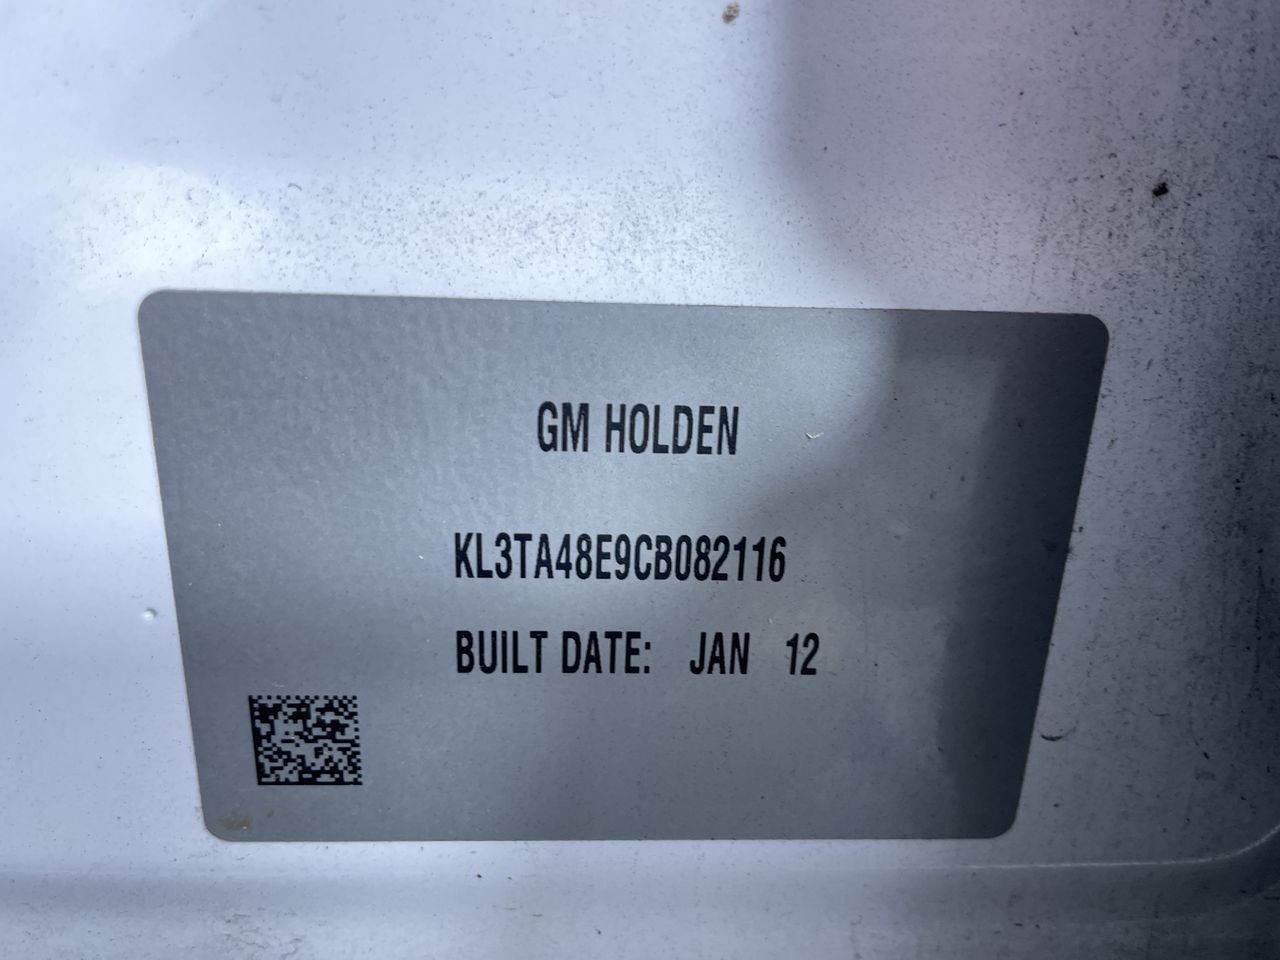 GM HOLDEN
KL3TA48E9CB082116
BUILT DATE: JAN 12